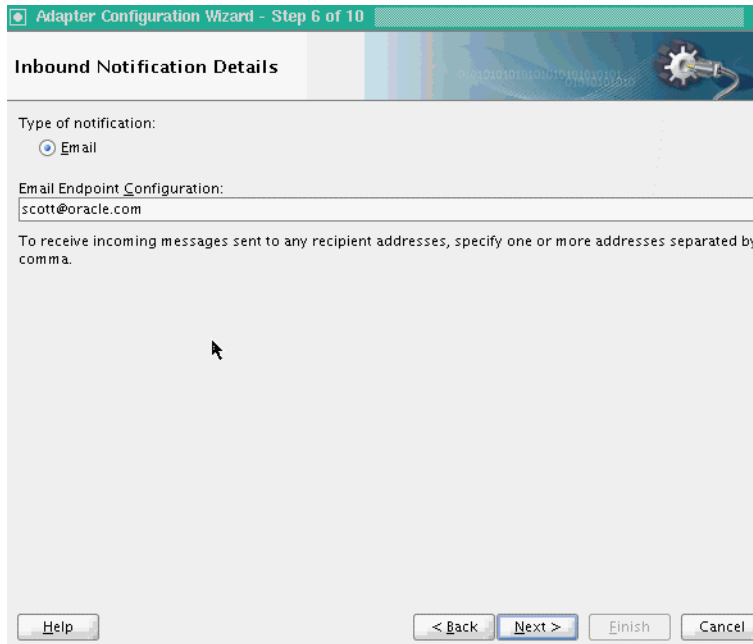 Adapter Configuration Wizard - Step 6 of 10
Inbound Notification Details
Type of notification:
Email
Email Endpoint Configuration:
scott@oracle.com
To receive incoming messages sent to any recipient addresses, specify one or more addresses separated by
comma.
Help
< Back
Next >
Finish
Cancel